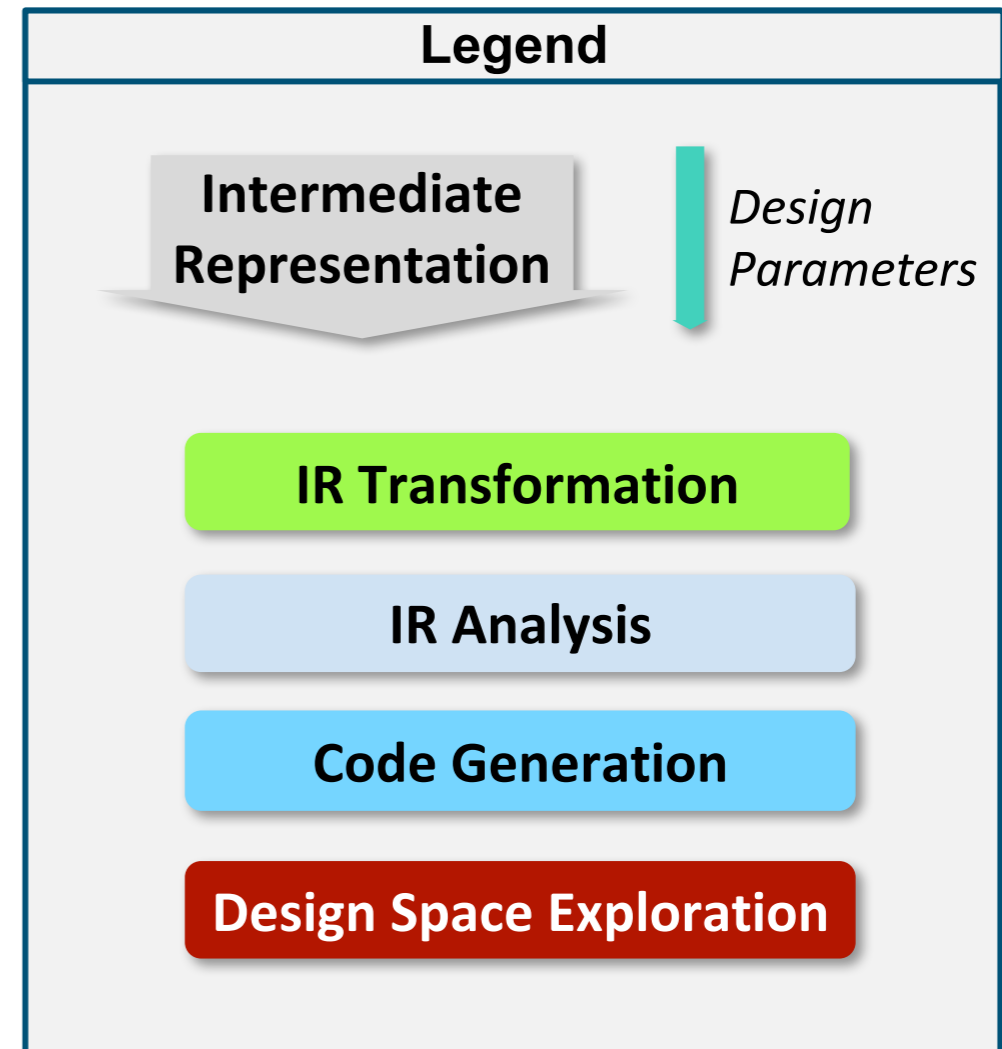 Legend
Intermediate
Representation
Design
Parameters
IR Transformation
IR Analysis
Code Generation
Design Space Exploration